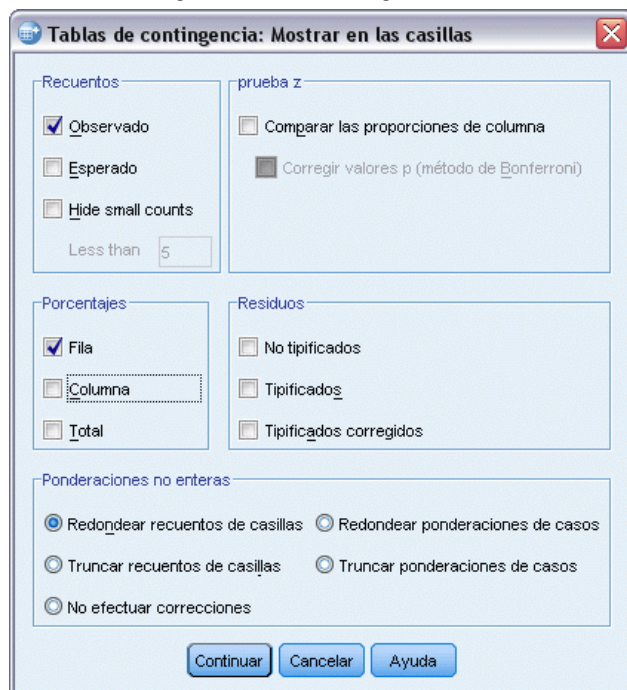 Tablas de contingencia: Mostrar en las casillas
Recuentos
Observado
Esperado
Hide small counts
Less than 5
prueba z
Comparar las proporciones de columna
Corregir valores p (método de Bonferroni)
Porcentajes
Fila
Columna
Total
Residuos
No tipificados
Tipificados
Tipificados corregidos
Ponderaciones no enteras
Redondear recuentos de casillas
Redondear ponderaciones de casos
Truncar recuentos de casillas
Truncar ponderaciones de casos
No efectuar correcciones
Continuar Cancelar Ayuda